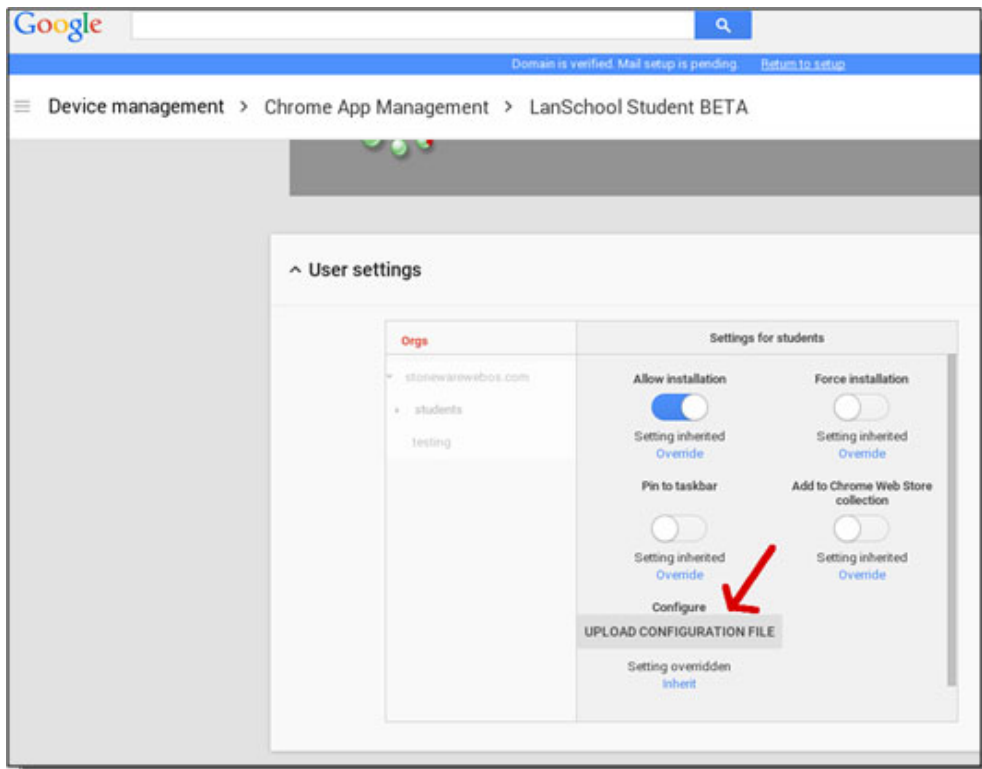 Google
Domain is verified. Mail setup is pending. Return to setup
Device management > Chrome App Management > LanSchool Student BETA
User settings
Orgs
Settings for students
stonewarewebos.com
students
testing
Allow installation
Force installation
Setting inherited
Setting inherited
Override
Override
Pin to taskbar
Add to Chrome Web Store
collection
Setting inherited
Setting inherited
Override
Override
Configure
UPLOAD CONFIGURATION FILE
Setting overridden
Inherit